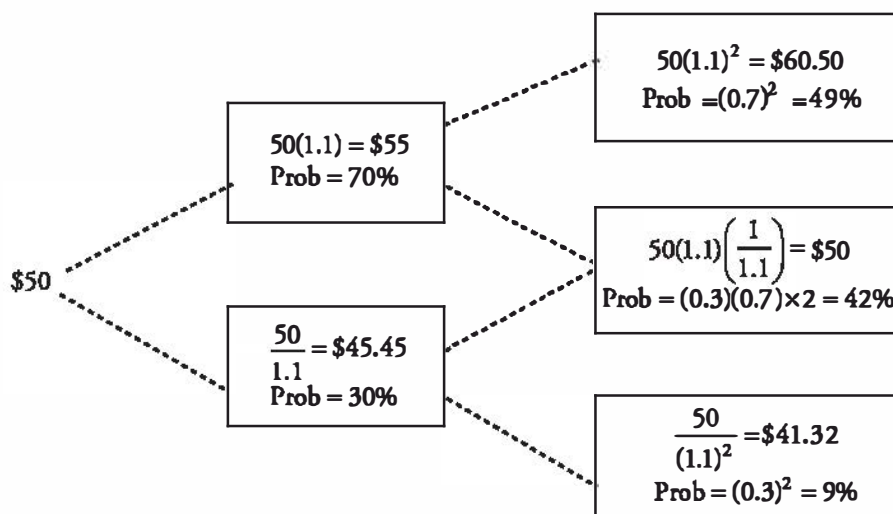 $50
50(1.1) = $55
Prob = 70%
50/1.1 = $45.45
Prob = 30%
50(1.1)² = $60.50
Prob =(0.7)² =49%
50(1.1)(1/1.1) = $50
Prob = (0.3)(0.7)×2 = 42%
50/(1.1)² =$41.32
Prob = (0.3)² = 9%